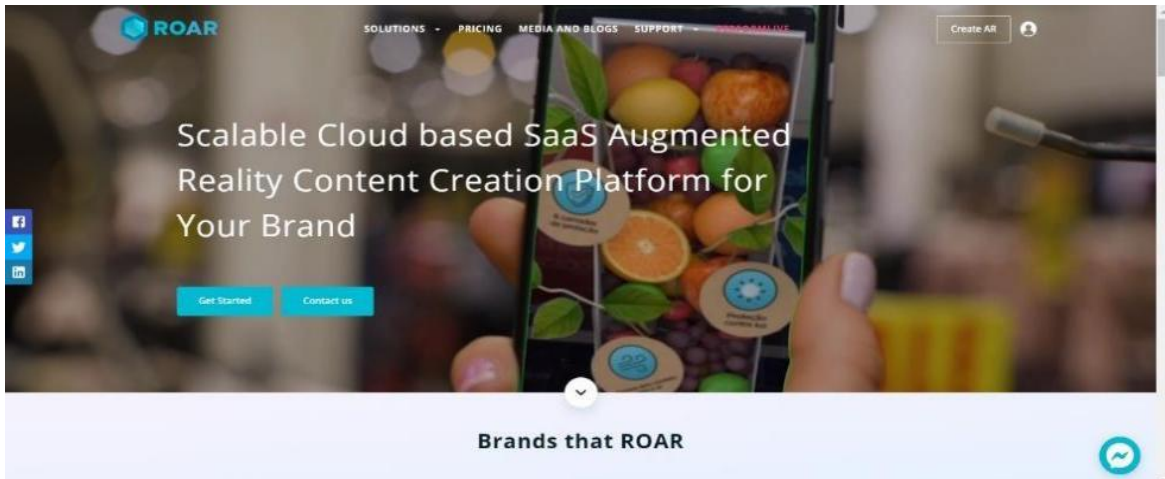 ROAR
SOLUTIONS
PRICING
MEDIA AND BLOGS
SUPPORT
Create AR
Scalable Cloud based SaaS Augmented
Reality Content Creation Platform for
Your Brand
Get Started
Contact us
Brands that ROAR